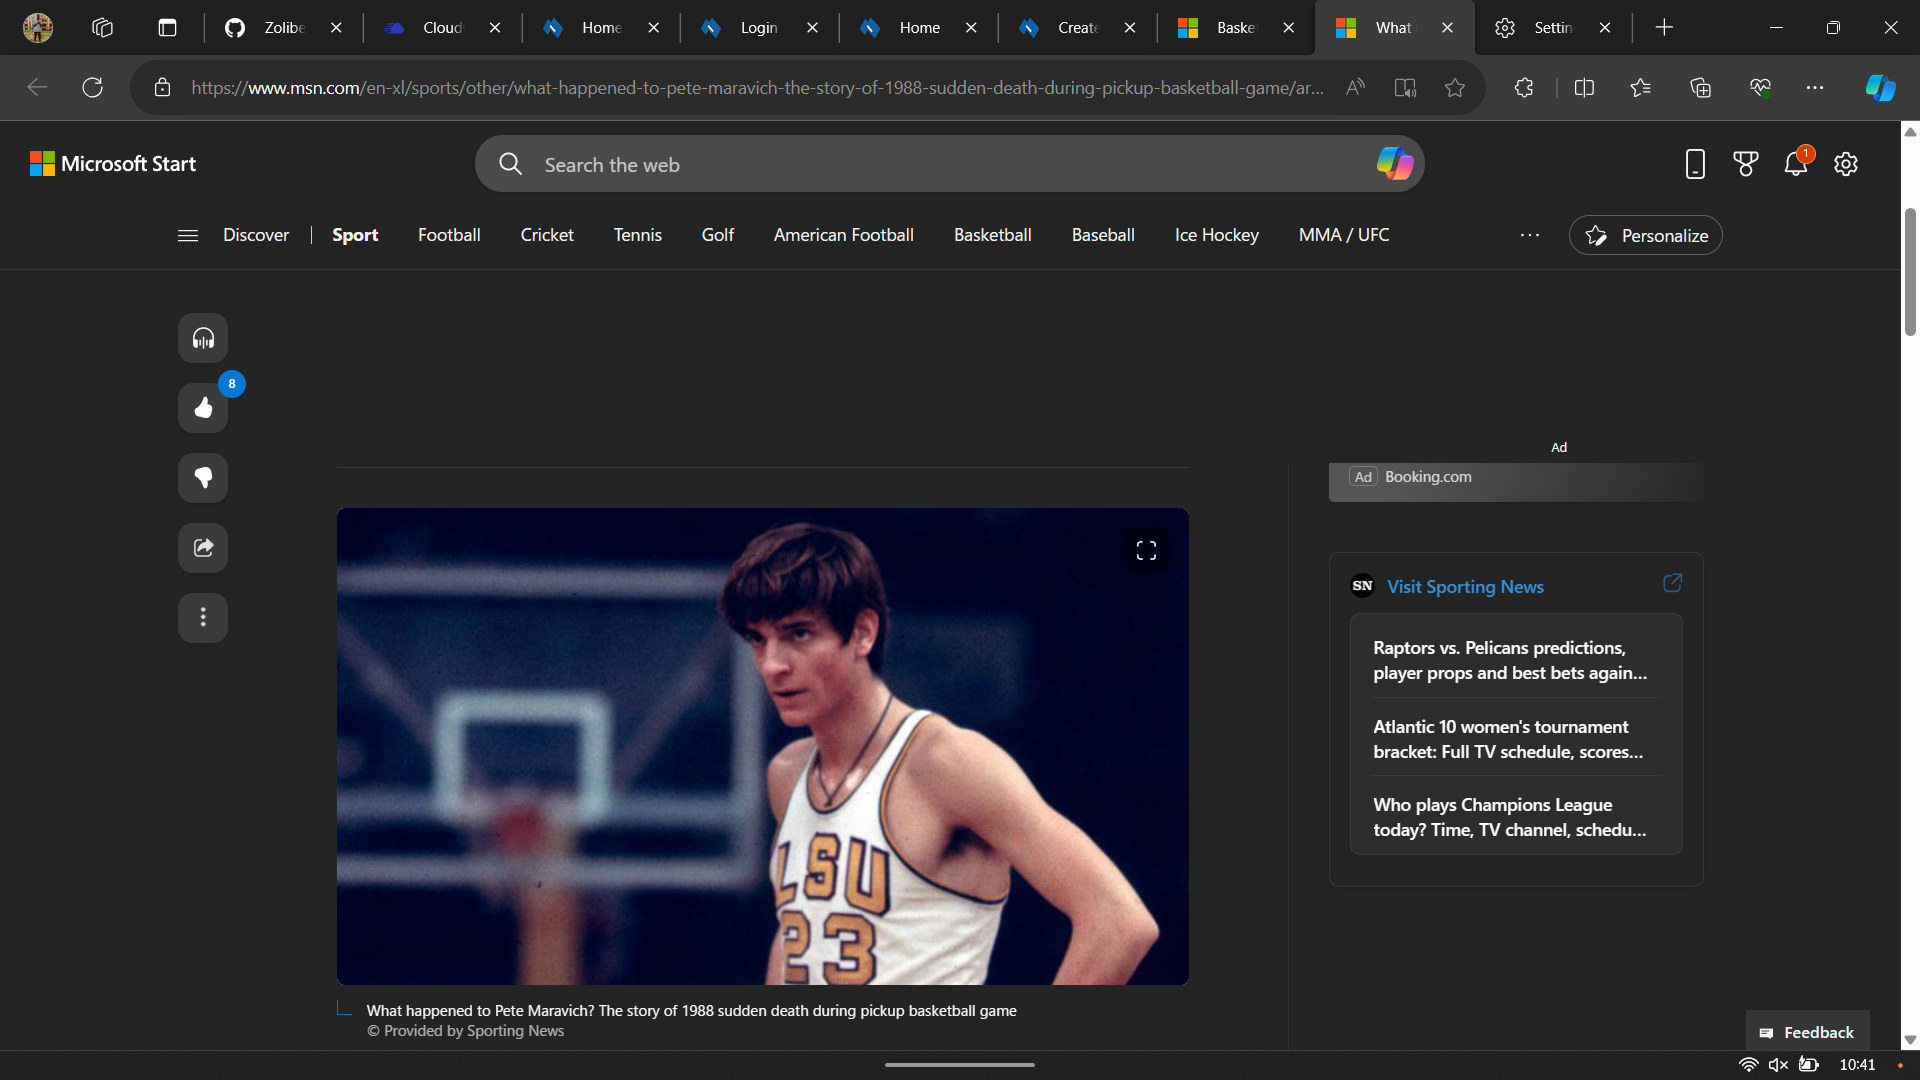 Zolibe
Cloud
Home
Login
Home
Create
Basket
What
Settin
https://www.msn.com/en-xl/sports/other/what-happened-to-pete-maravich-the-story-of-1988-sudden-death-during-pickup-basketball-game/ar...
Microsoft Start
Search the web
1
Discover
Sport
Football
Cricket
Tennis
Golf
American Football
Basketball
Baseball
Ice Hockey
MMA / UFC
Personalize
8
Ad
Ad Booking.com
SN Visit Sporting News
Raptors vs. Pelicans predictions,
player props and best bets again...
Atlantic 10 women's tournament
bracket: Full TV schedule, scores...
Who plays Champions League
today? Time, TV channel, schedu...
LSU
23
What happened to Pete Maravich? The story of 1988 sudden death during pickup basketball game
© Provided by Sporting News
Feedback
10:41